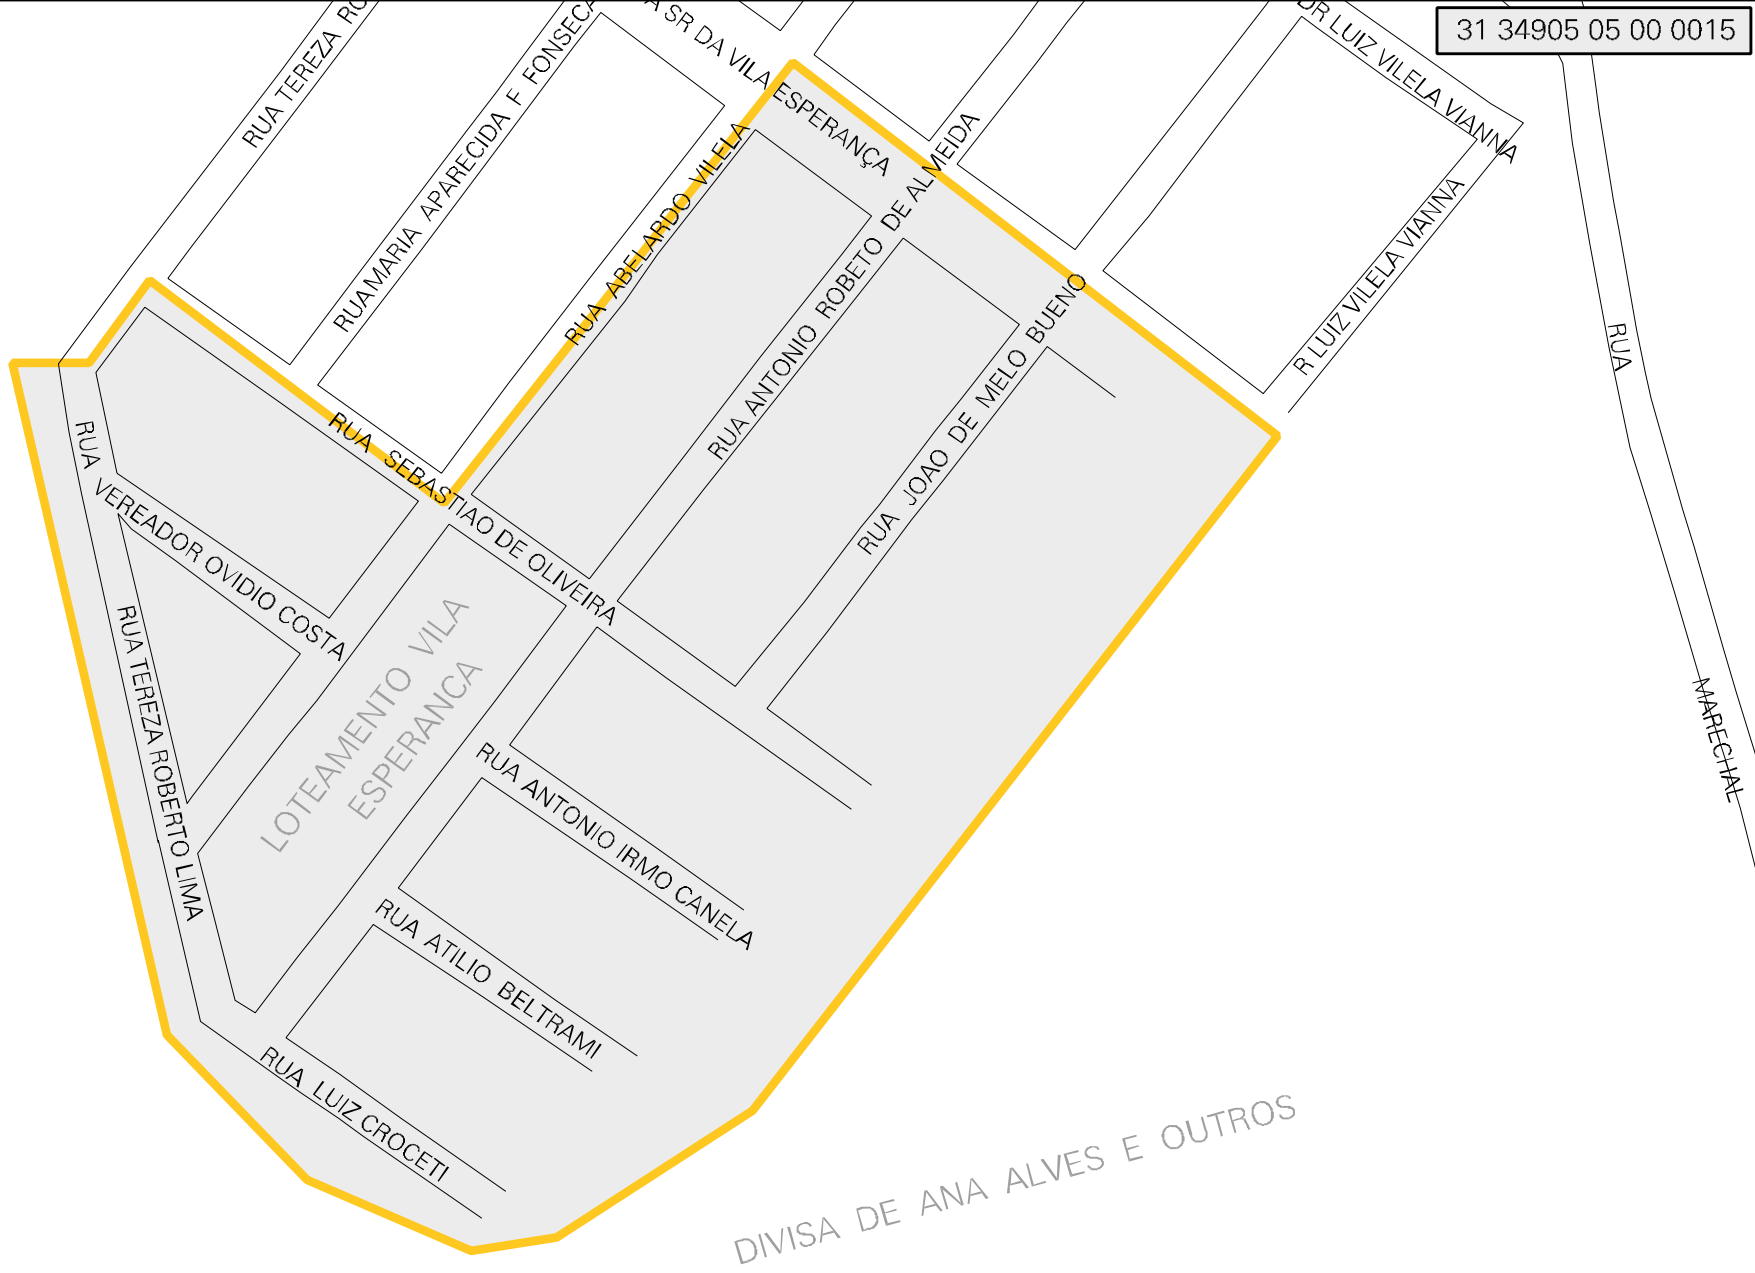 31 34905 05 00 0015
RUA TEREZA RO
RUAMARIA APARECIDA F FONSECA
A SR DA VILA ESPERANÇA
DR LUIZ VILELA VIANNA
RUA ABELARDO VILELA
RUA ANTONIO ROBETO DE ALMEIDA
RUA JOAO DE MELO BUENO
R LUIZ VILELA VIANNA
RUA
MARECHAL
RUA SEBASTIAO DE OLIVEIRA
RUA
VEREADOR OVIDIO COSTA
RUA TEREZA ROBERTO LIMA
LOTEAMENTO VILA
ESPERANCA
RUA ANTONIO IRMO CANELA
RUA ATILIO BELTRAMI
RUA LUIZ CROCETI
DIVISA DE ANA ALVES E OUTROS